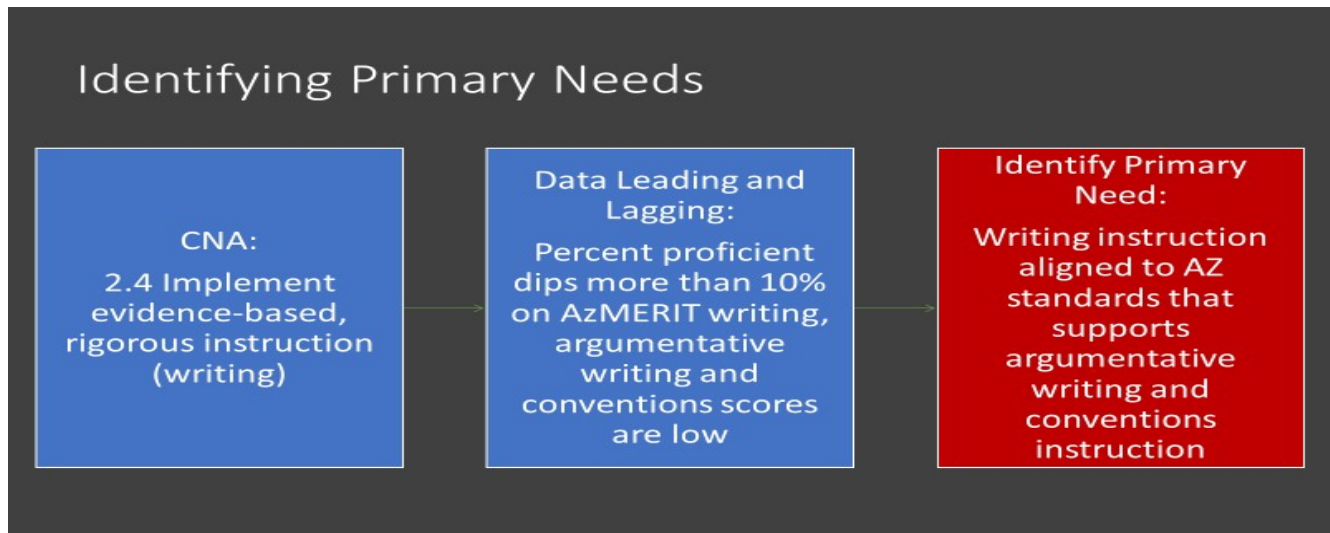 Identifying Primary Needs
CNA:
2.4 Implement
evidence-based,
rigorous instruction
(writing)
Data Leading and
Lagging:
Percent proficient
dips more than 10%
on AzMERIT writing,
argumentative
writing and
conventions scores
are low
Identify Primary
Need:
Writing instruction
aligned to AZ
standards that
supports
argumentative
writing and
conventions
instruction